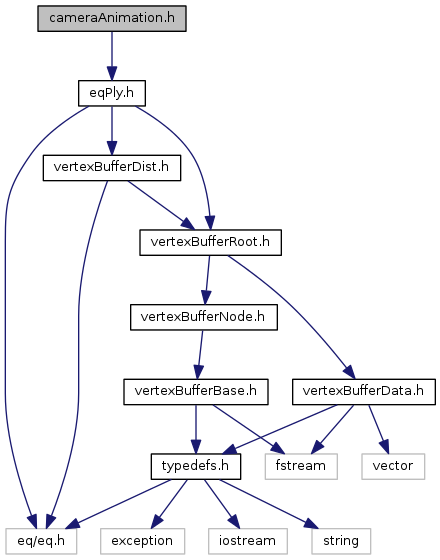 cameraAnimation.h
eqPly.h
vertexBufferDist.h
vertexBufferRoot.h
vertexBufferNode.h
vertexBufferBase.h
vertexBufferData.h
typedefs.h
fstream
vector
eq/eq.h
exception
iostream
string